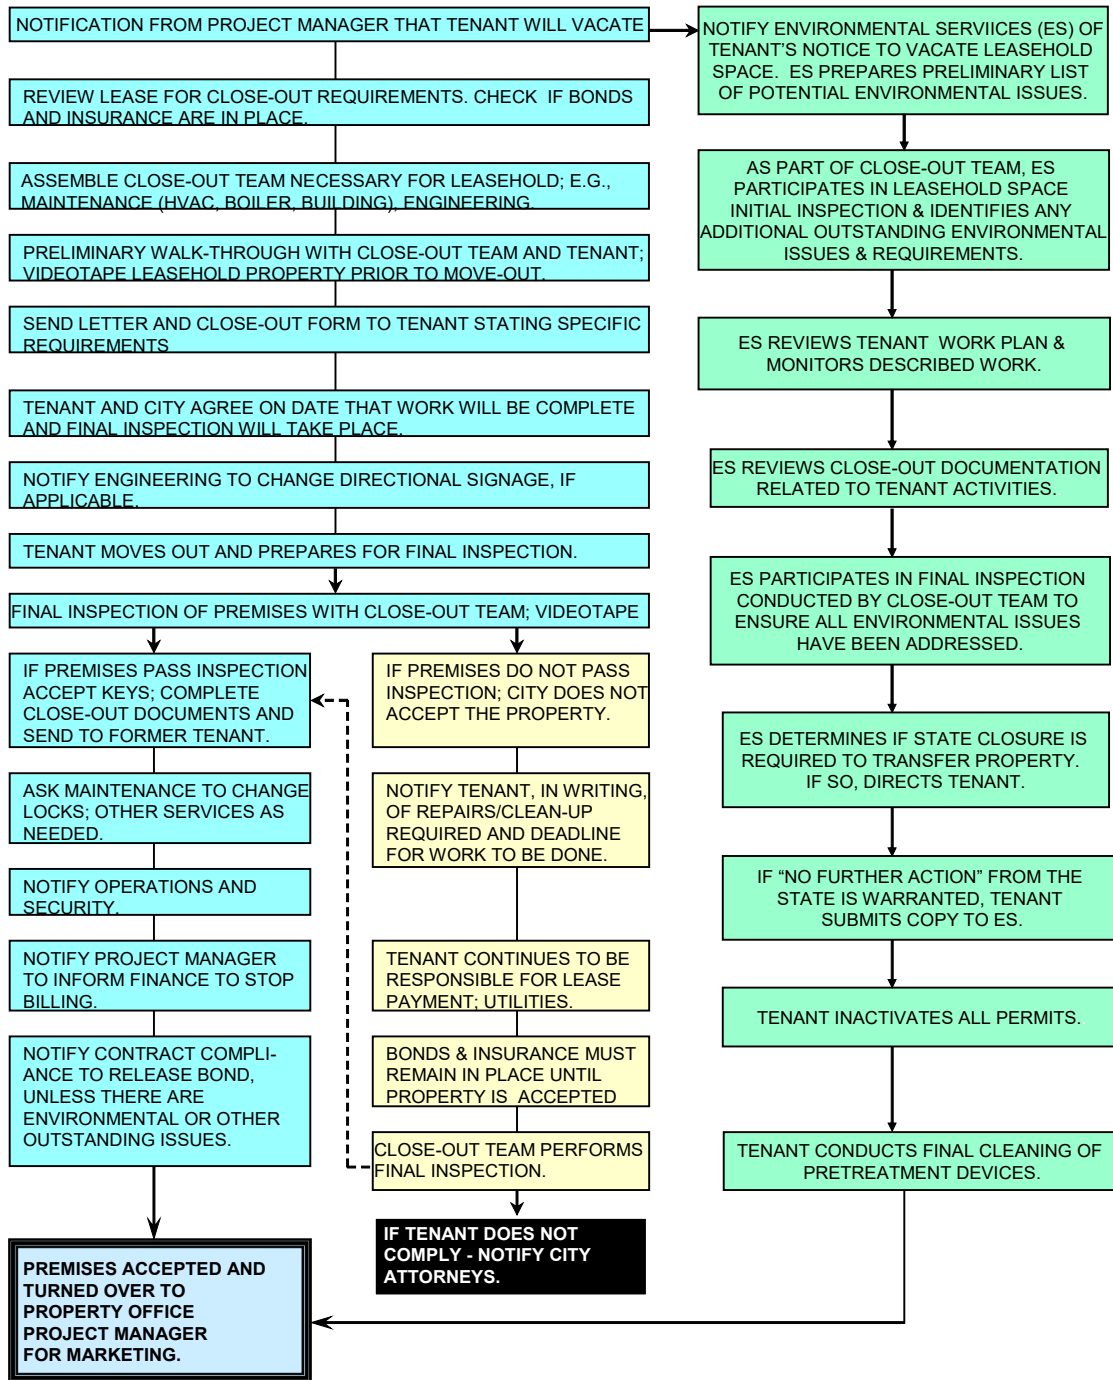 NOTIFICATION FROM PROJECT MANAGER THAT TENANT WILL VACATE
REVIEW LEASE FOR CLOSE-OUT REQUIREMENTS. CHECK IF BONDS
AND INSURANCE ARE IN PLACE.
ASSEMBLE CLOSE-OUT TEAM NECESSARY FOR LEASEHOLD; E.G.,
MAINTENANCE (HVAC, BOILER, BUILDING), ENGINEERING.
PRELIMINARY WALK-THROUGH WITH CLOSE-OUT TEAM AND TENANT;
VIDEOTAPE LEASEHOLD PROPERTY PRIOR TO MOVE-OUT.
SEND LETTER AND CLOSE-OUT FORM TO TENANT STATING SPECIFIC
REQUIREMENTS
TENANT AND CITY AGREE ON DATE THAT WORK WILL BE COMPLETE
AND FINAL INSPECTION WILL TAKE PLACE.
NOTIFY ENGINEERING TO CHANGE DIRECTIONAL SIGNAGE, IF
APPLICABLE.
TENANT MOVES OUT AND PREPARES FOR FINAL INSPECTION.
FINAL INSPECTION OF PREMISES WITH CLOSE-OUT TEAM; VIDEOTAPE
IF PREMISES PASS INSPECTION
ACCEPT KEYS; COMPLETE
CLOSE-OUT DOCUMENTS AND
SEND TO FORMER TENANT.
ASK MAINTENANCE TO CHANGE
LOCKS; OTHER SERVICES AS
NEEDED.
NOTIFY OPERATIONS AND
SECURITY.
NOTIFY PROJECT MANAGER
TO INFORM FINANCE TO STOP
BILLING.
NOTIFY CONTRACT COMPLI-
ANCE TO RELEASE BOND,
UNLESS THERE ARE
ENVIRONMENTAL OR OTHER
OUTSTANDING ISSUES.
PREMISES ACCEPTED AND
TURNED OVER TO
PROPERTY OFFICE
PROJECT MANAGER
FOR MARKETING.
IF PREMISES DO NOT PASS
INSPECTION; CITY DOES NOT
ACCEPT THE PROPERTY.
NOTIFY TENANT, IN WRITING,
OF REPAIRS/CLEAN-UP
REQUIRED AND DEADLINE
FOR WORK TO BE DONE.
TENANT CONTINUES TO BE
RESPONSIBLE FOR LEASE
PAYMENT; UTILITIES.
BONDS & INSURANCE MUST
REMAIN IN PLACE UNTIL
PROPERTY IS ACCEPTED
CLOSE-OUT TEAM PERFORMS
FINAL INSPECTION.
IF TENANT DOES NOT
COMPLY - NOTIFY CITY
ATTORNEYS.
NOTIFY ENVIRONMENTAL SERVIICES (ES) OF
TENANT'S NOTICE TO VACATE LEASEHOLD
SPACE. ES PREPARES PRELIMINARY LIST
OF POTENTIAL ENVIRONMENTAL ISSUES.
AS PART OF CLOSE-OUT TEAM, ES
PARTICIPATES IN LEASEHOLD SPACE
INITIAL INSPECTION & IDENTIFIES ANY
ADDITIONAL OUTSTANDING ENVIRONMENTAL
ISSUES & REQUIREMENTS.
ES REVIEWS TENANT WORK PLAN &
MONITORS DESCRIBED WORK.
ES REVIEWS CLOSE-OUT DOCUMENTATION
RELATED TO TENANT ACTIVITIES.
ES PARTICIPATES IN FINAL INSPECTION
CONDUCTED BY CLOSE-OUT TEAM TO
ENSURE ALL ENVIRONMENTAL ISSUES
HAVE BEEN ADDRESSED.
ES DETERMINES IF STATE CLOSURE IS
REQUIRED TO TRANSFER PROPERTY.
IF SO, DIRECTS TENANT.
IF “NO FURTHER ACTION” FROM THE
STATE IS WARRANTED, TENANT
SUBMITS COPY TO ES.
TENANT INACTIVATES ALL PERMITS.
TENANT CONDUCTS FINAL CLEANING OF
PRETREATMENT DEVICES.